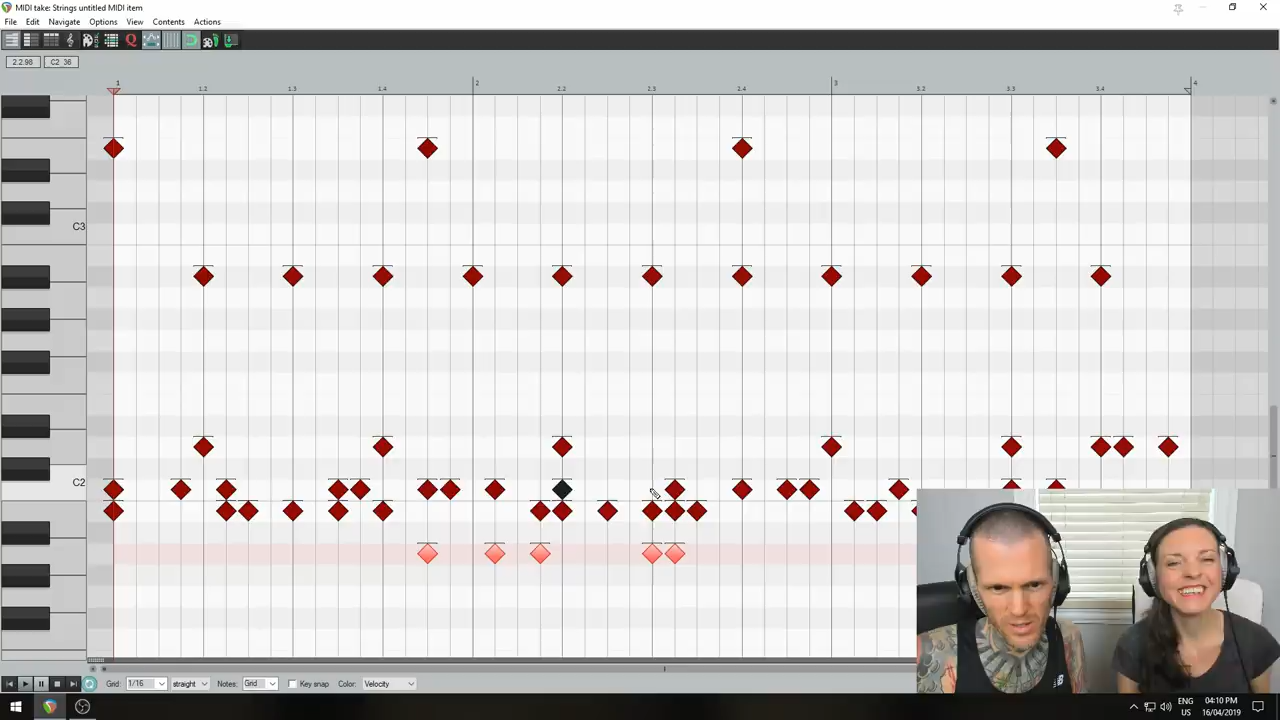 MIDI take: Strings untitled MIDI item
File Edit Navigate Options View Contents Actions
Q
2.2.98 C2 36
1 1.2 1.3 1.4 2 2.2 2.3 2.4 3 3.2 3.3 3.4 4
C3
C2
Grid: 1/16 straight Notes: Grid Key snap Color: Velocity
ENG 04:10 PM
US 16/04/2019